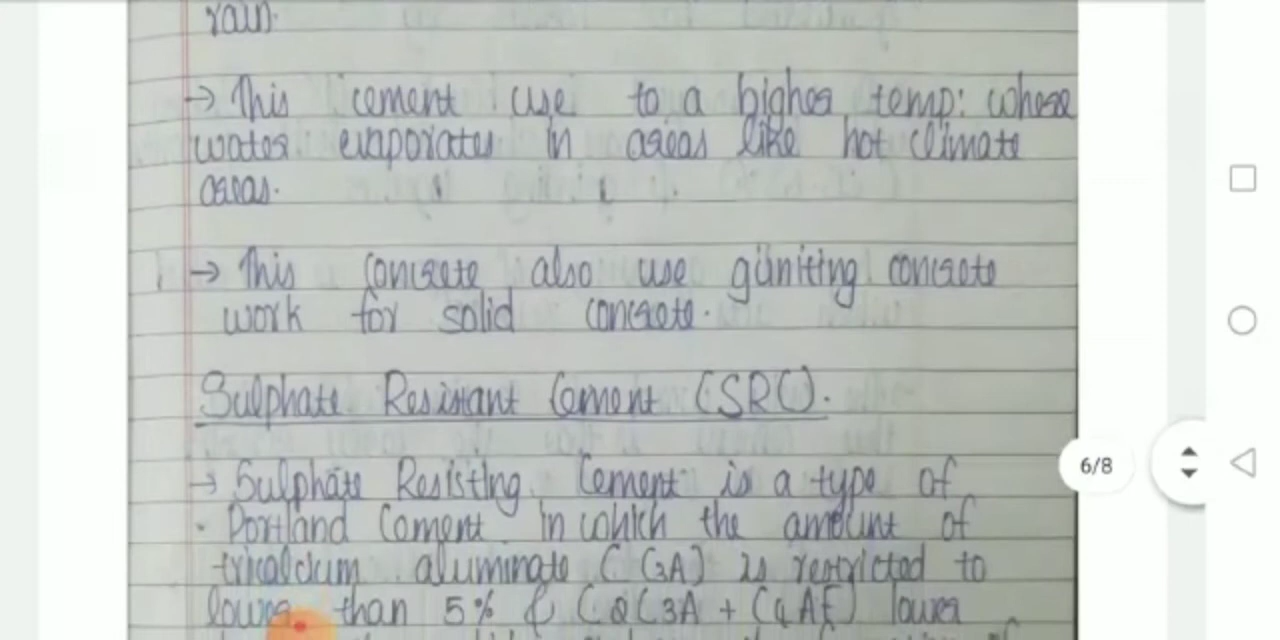 rain.
→ This cement use to a higher temp: where
water evaporates in areas like hot climate
areas.
→ This concrete also use guniting concrete
work for solid concrete.
Sulphate Resistant Cement (SRC).
→ Sulphate Resisting Cement is a type of
Portland Cement in which the amount of
tricalcium aluminate (C3A) is restricted to
lower than 5% & (2C3A + C4AF) lower
6/8